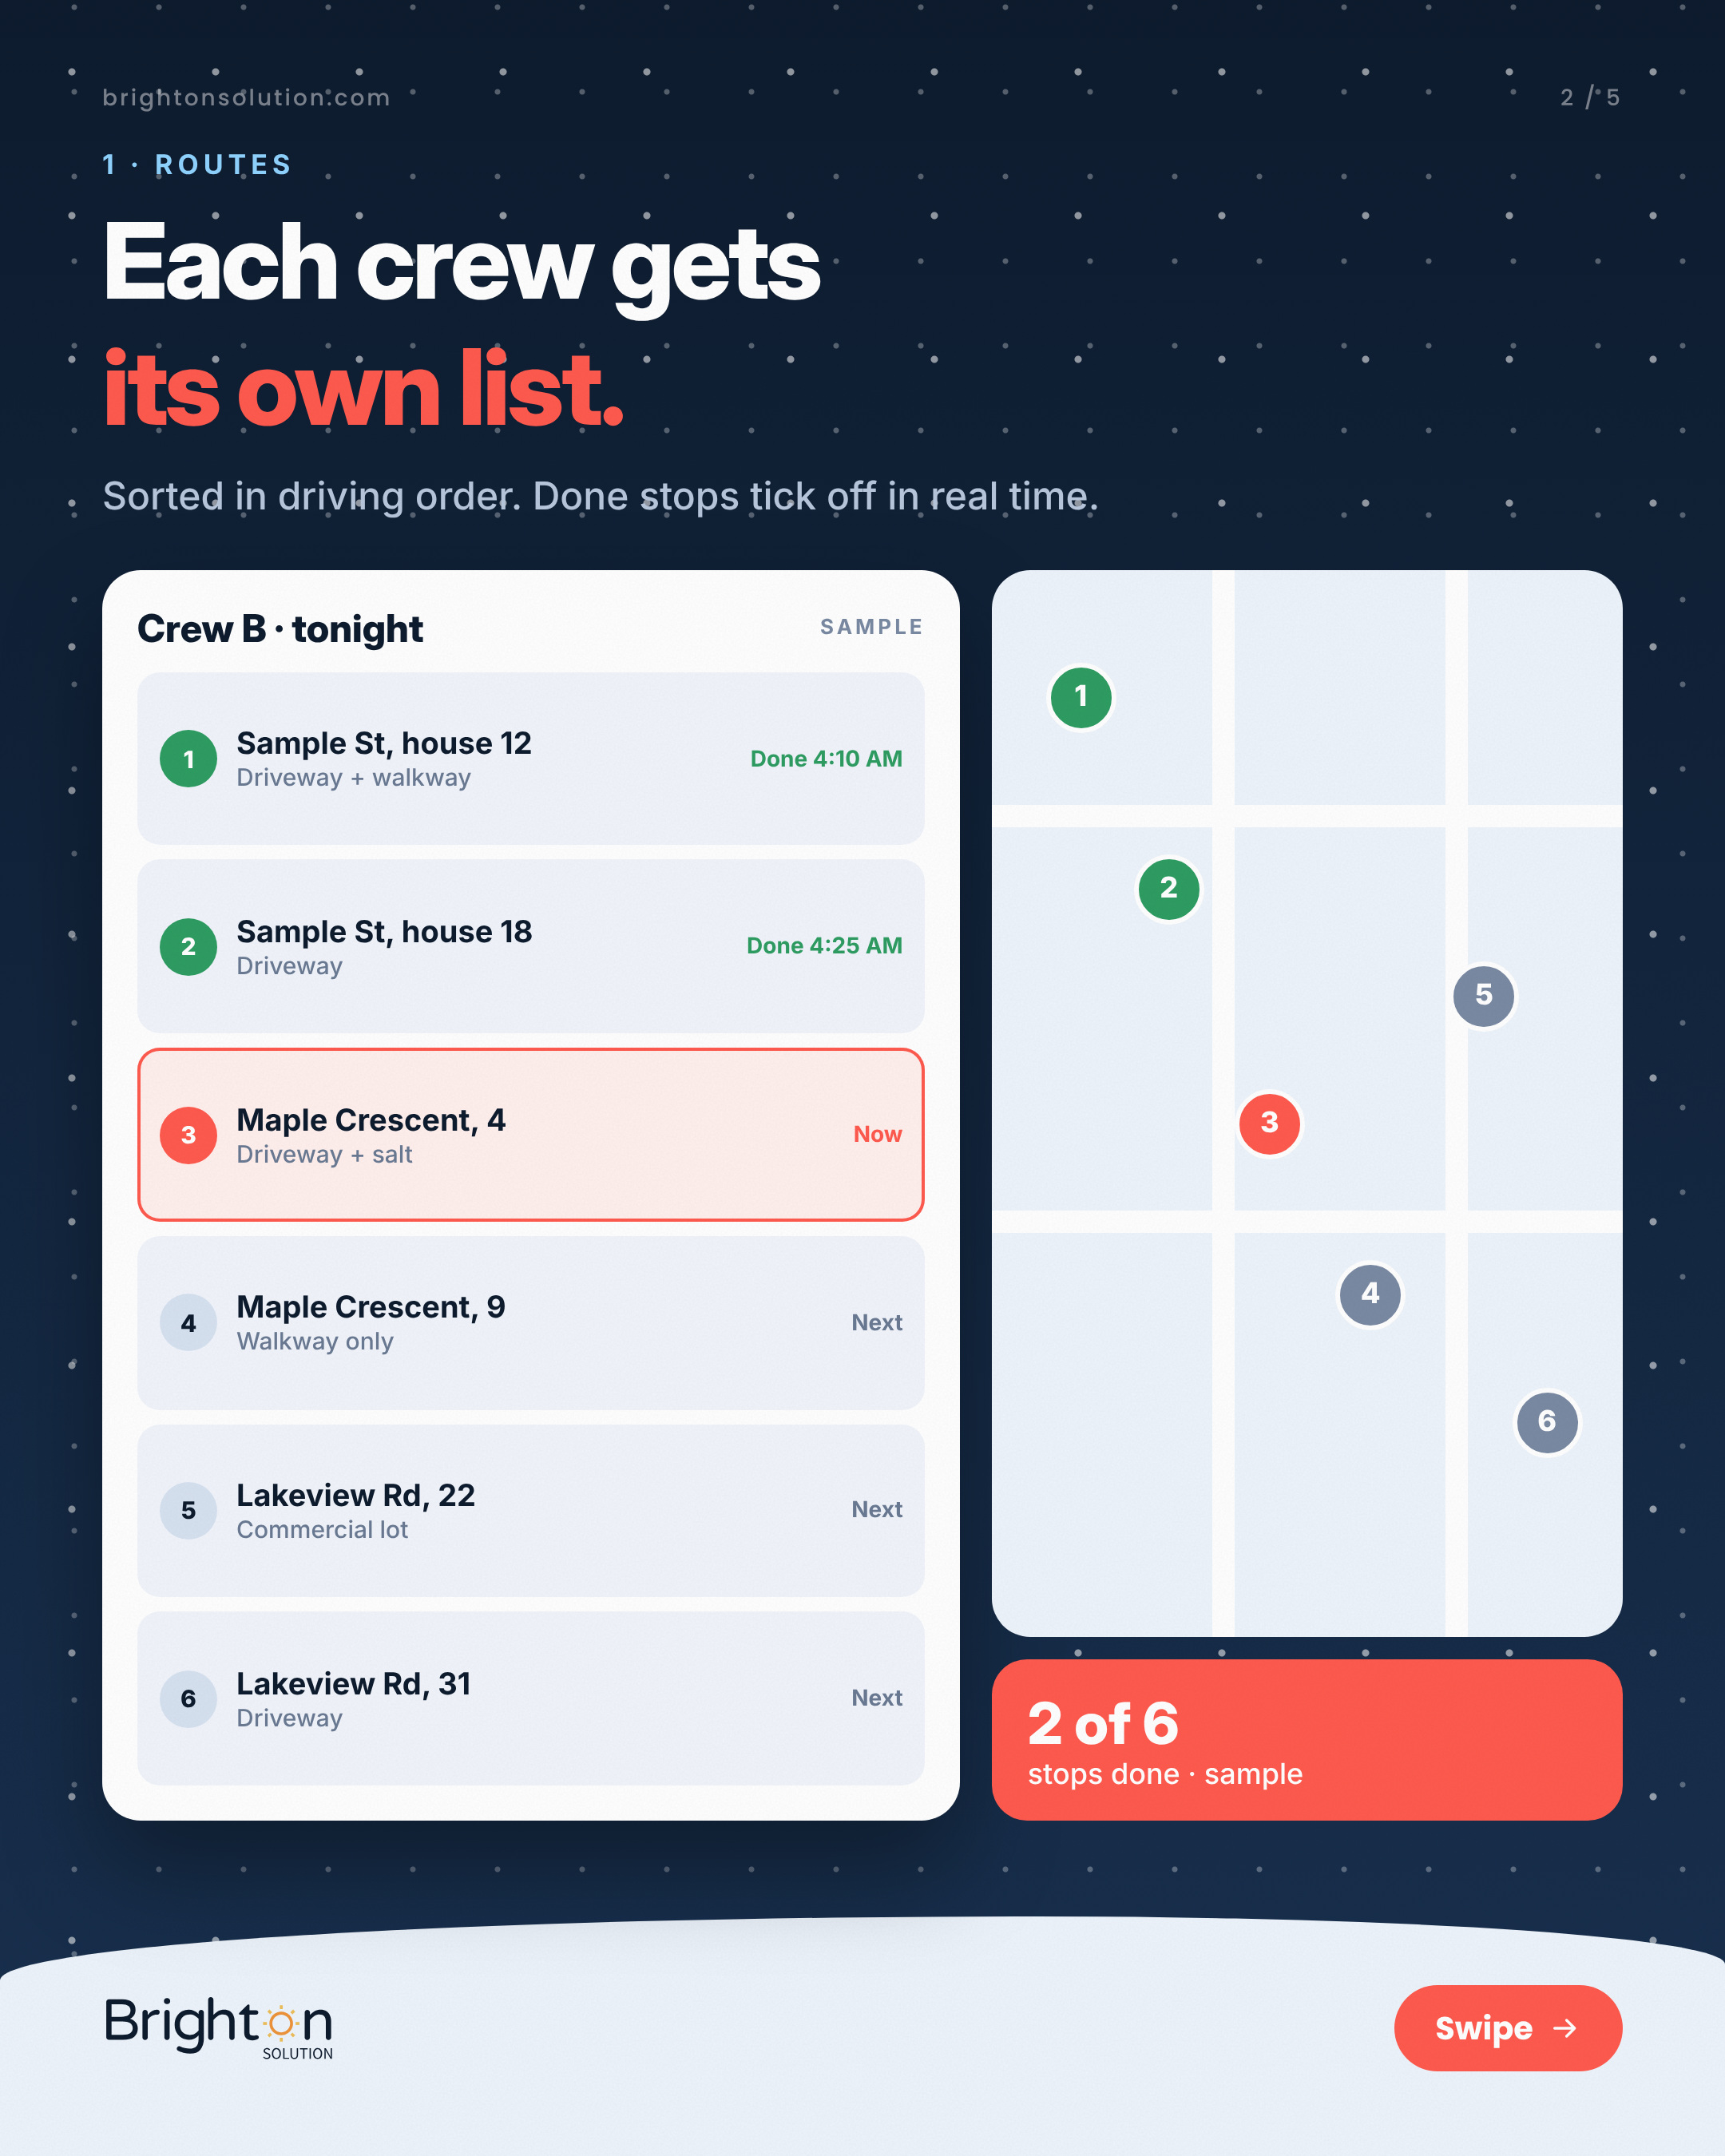 brightonsolution.com
2 / 5
1 · ROUTES
Each crew gets
its own list.
Sorted in driving order. Done stops tick off in real time.
Crew B · tonight
SAMPLE
1
Sample St, house 12
Driveway + walkway
Done 4:10 AM
2
Sample St, house 18
Driveway
Done 4:25 AM
3
Maple Crescent, 4
Driveway + salt
Now
4
Maple Crescent, 9
Walkway only
Next
5
Lakeview Rd, 22
Commercial lot
Next
6
Lakeview Rd, 31
Driveway
Next
1
2
5
3
4
6
2 of 6
stops done · sample
Brighton
SOLUTION
Swipe →